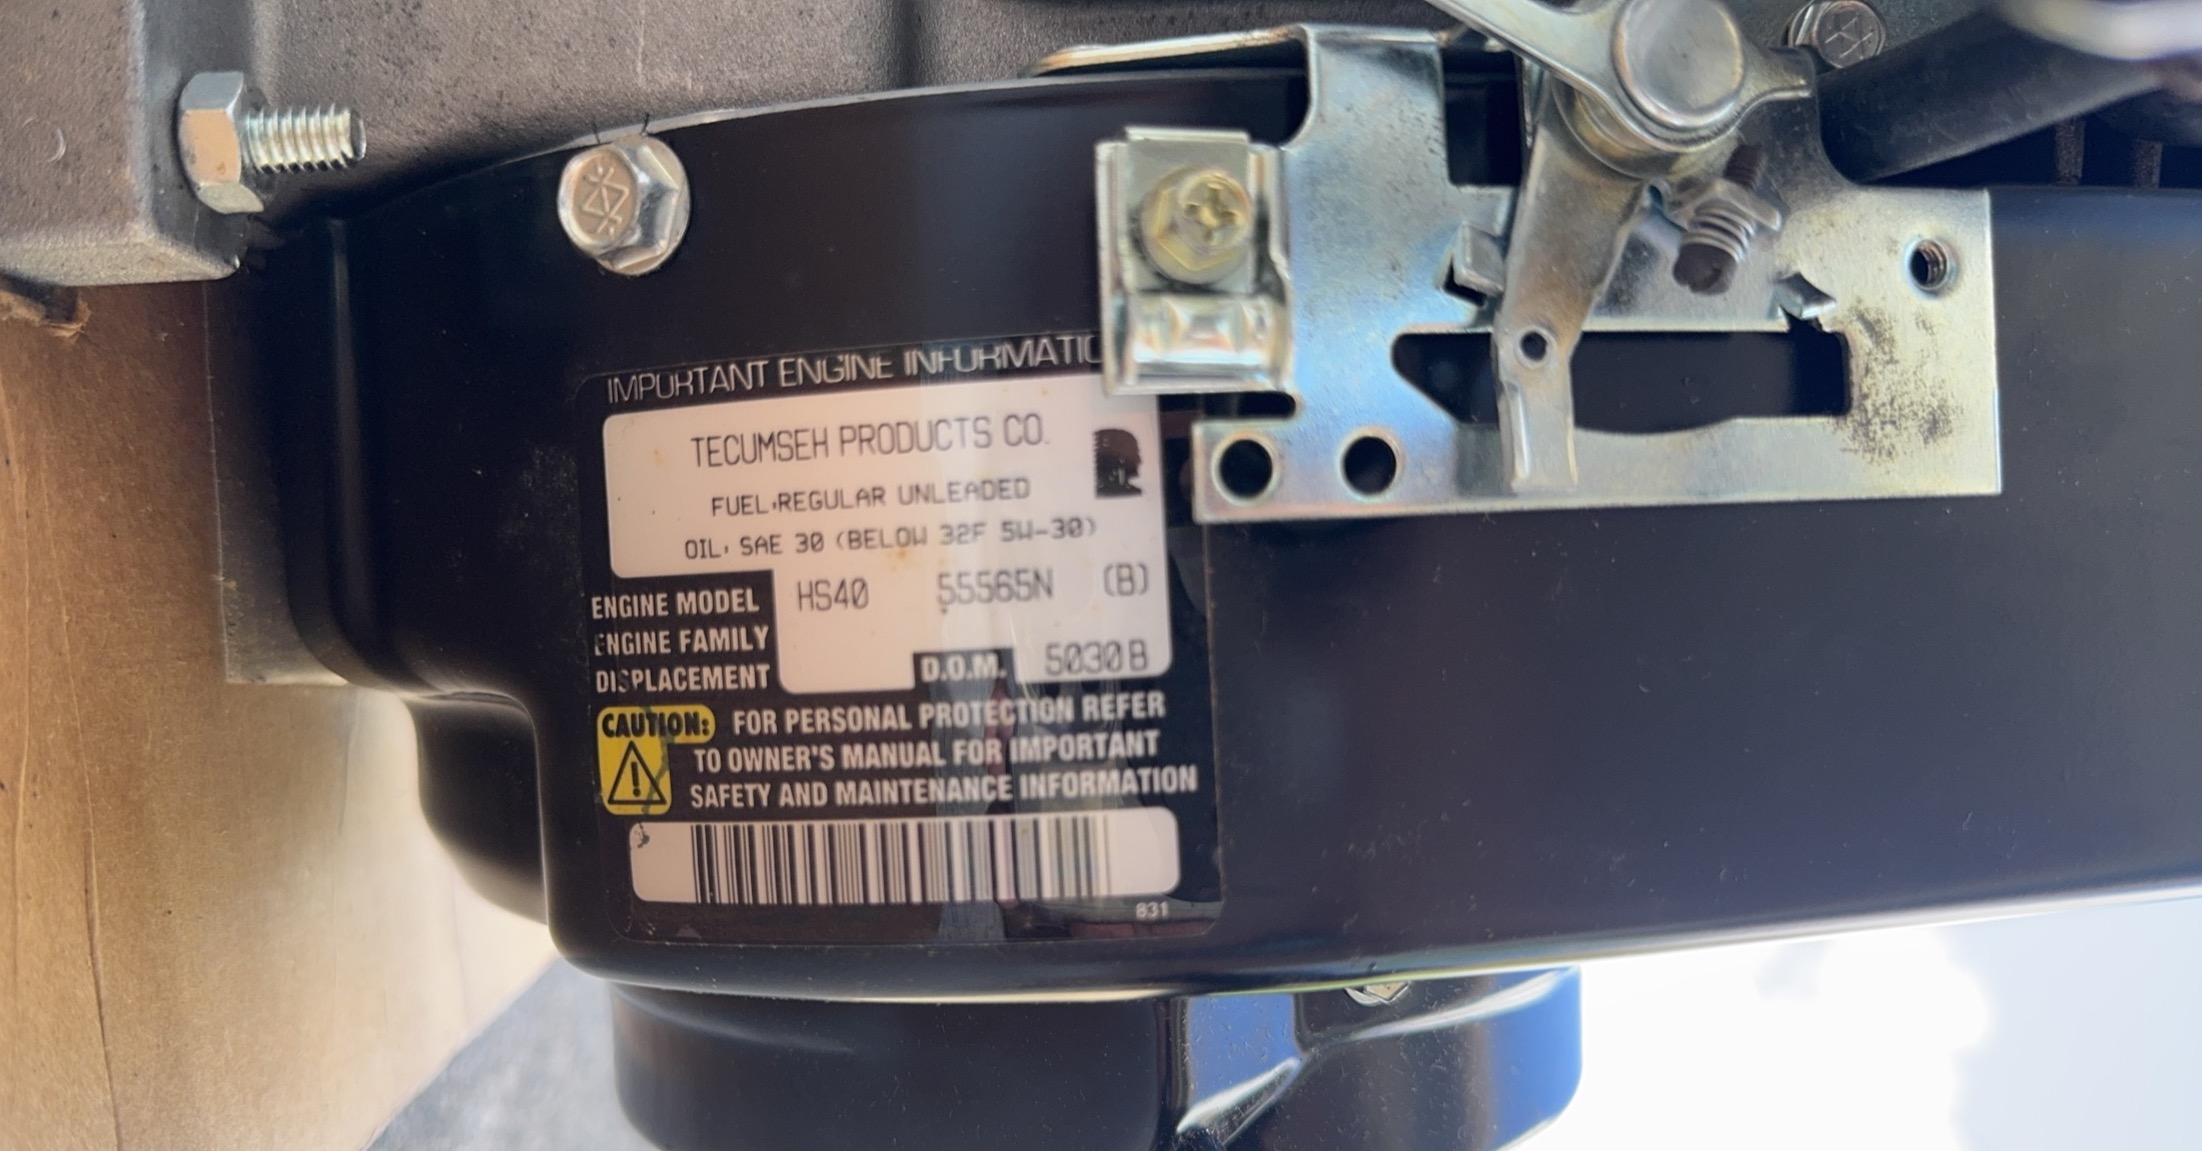 IMPORTANT ENGINE
TECUMSEH PRODUCTS CO.
FUEL:REGULAR UNLEADED
OIL: SAE 30 (BELOW 32F 5W-30)
ENGINE MODEL HS40 55565N (B)
ENGINE FAMILY
DISPLACEMENT D.O.M. 5030B
CAUTION: FOR PERSONAL PROTECTION REFER
TO OWNER'S MANUAL FOR IMPORTANT
SAFETY AND MAINTENANCE INFORMATION
831